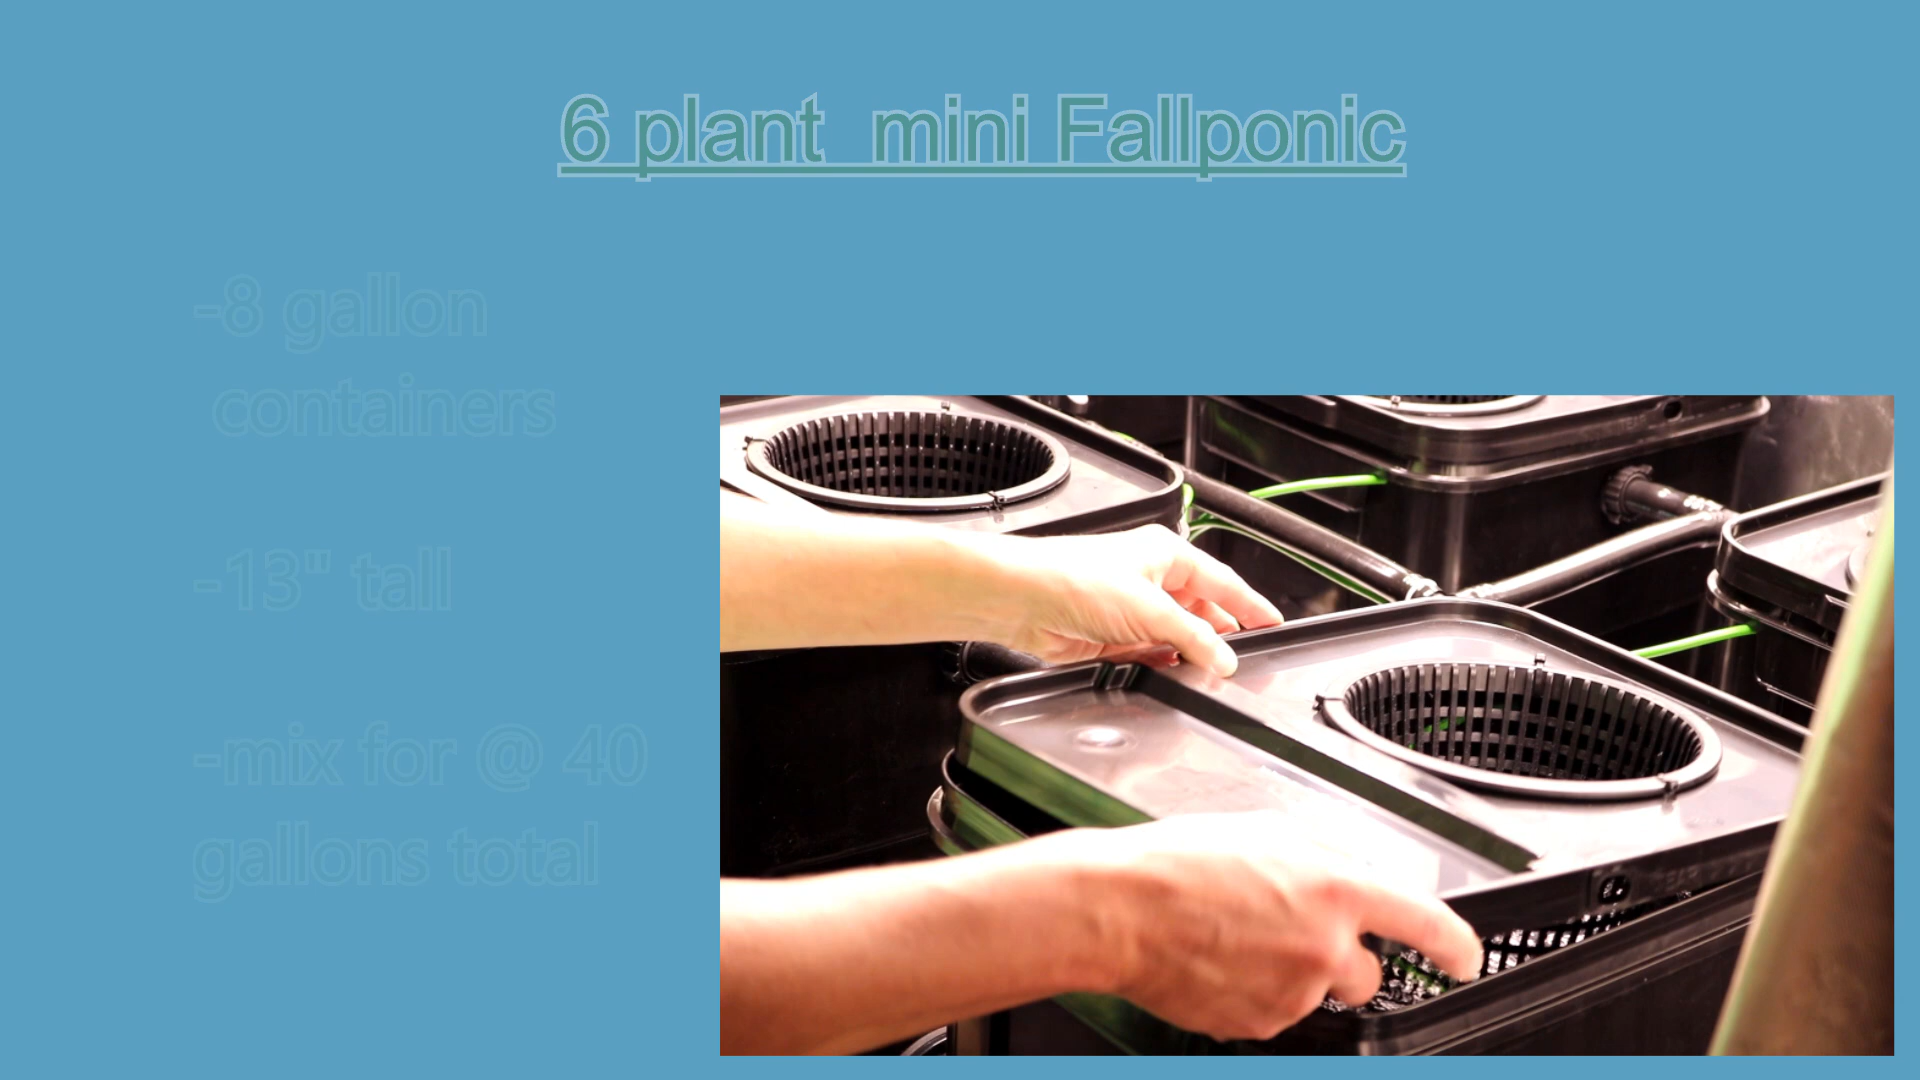 6 plant  mini Fallponic
-8 gallon
containers
-13" tall
-mix for @ 40
gallons total